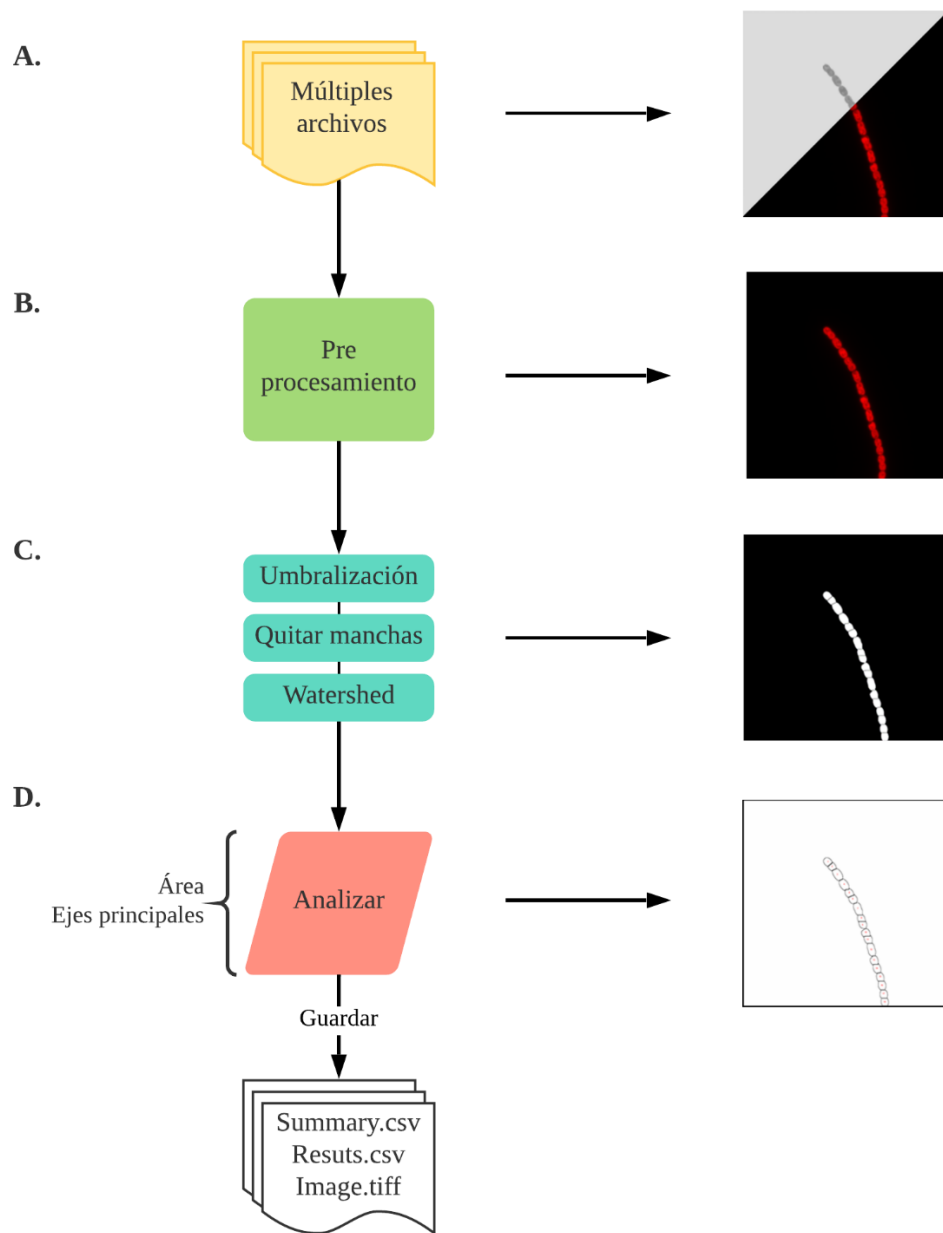 A.
Múltiples
archivos
B.
Pre
procesamiento
C.
Umbralización
Quitar manchas
Watershed
D.
Área
Ejes principales
Analizar
Guardar
Summary.csv
Resuts.csv
Image.tiff